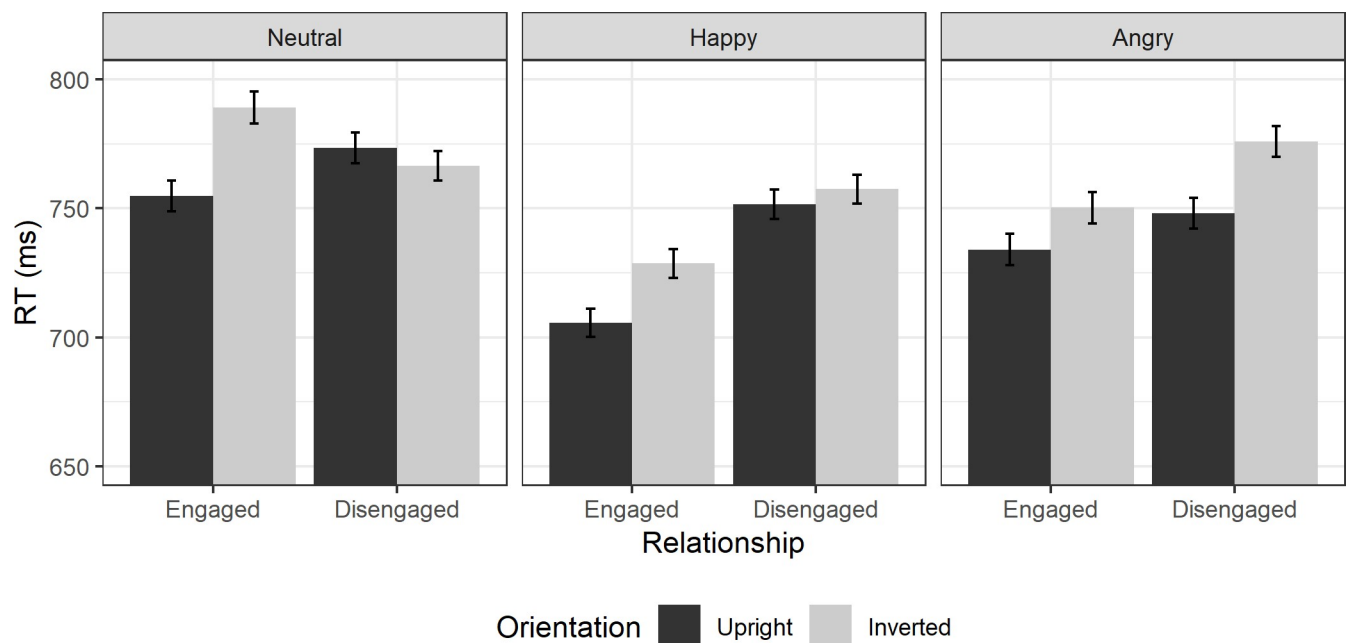 Neutral Happy Angry
800
750
700
650
RT (ms)
Engaged Disengaged Engaged Disengaged Engaged Disengaged
Relationship
Orientation Upright Inverted